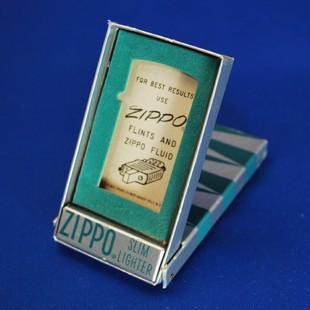 FOR BEST RESULTS
USE
ZIPPO
FLINTS AND
ZIPPO FLUID
ZIPPO
SLIM
LIGHTER